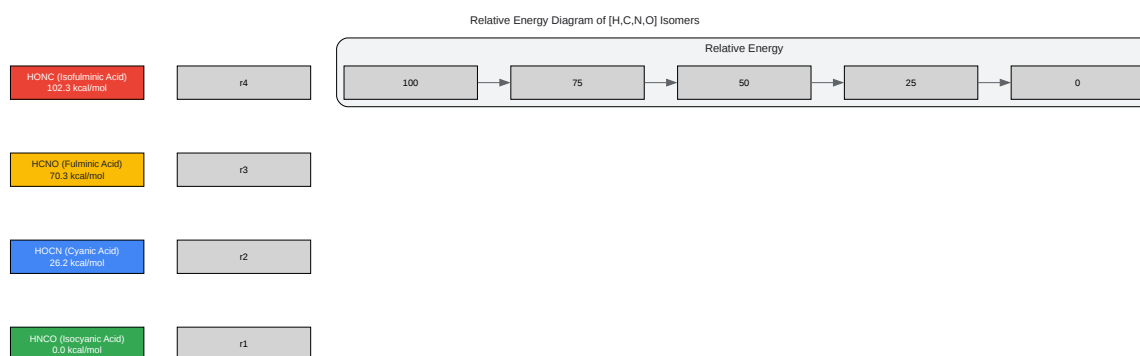 Relative Energy Diagram of [H,C,N,O] Isomers
Relative Energy
HONC (Isofulminic Acid)
102.3 kcal/mol
r4
100
75
50
25
0
HCNO (Fulminic Acid)
70.3 kcal/mol
r3
HOCN (Cyanic Acid)
26.2 kcal/mol
r2
HNCO (Isocyanic Acid)
0.0 kcal/mol
r1